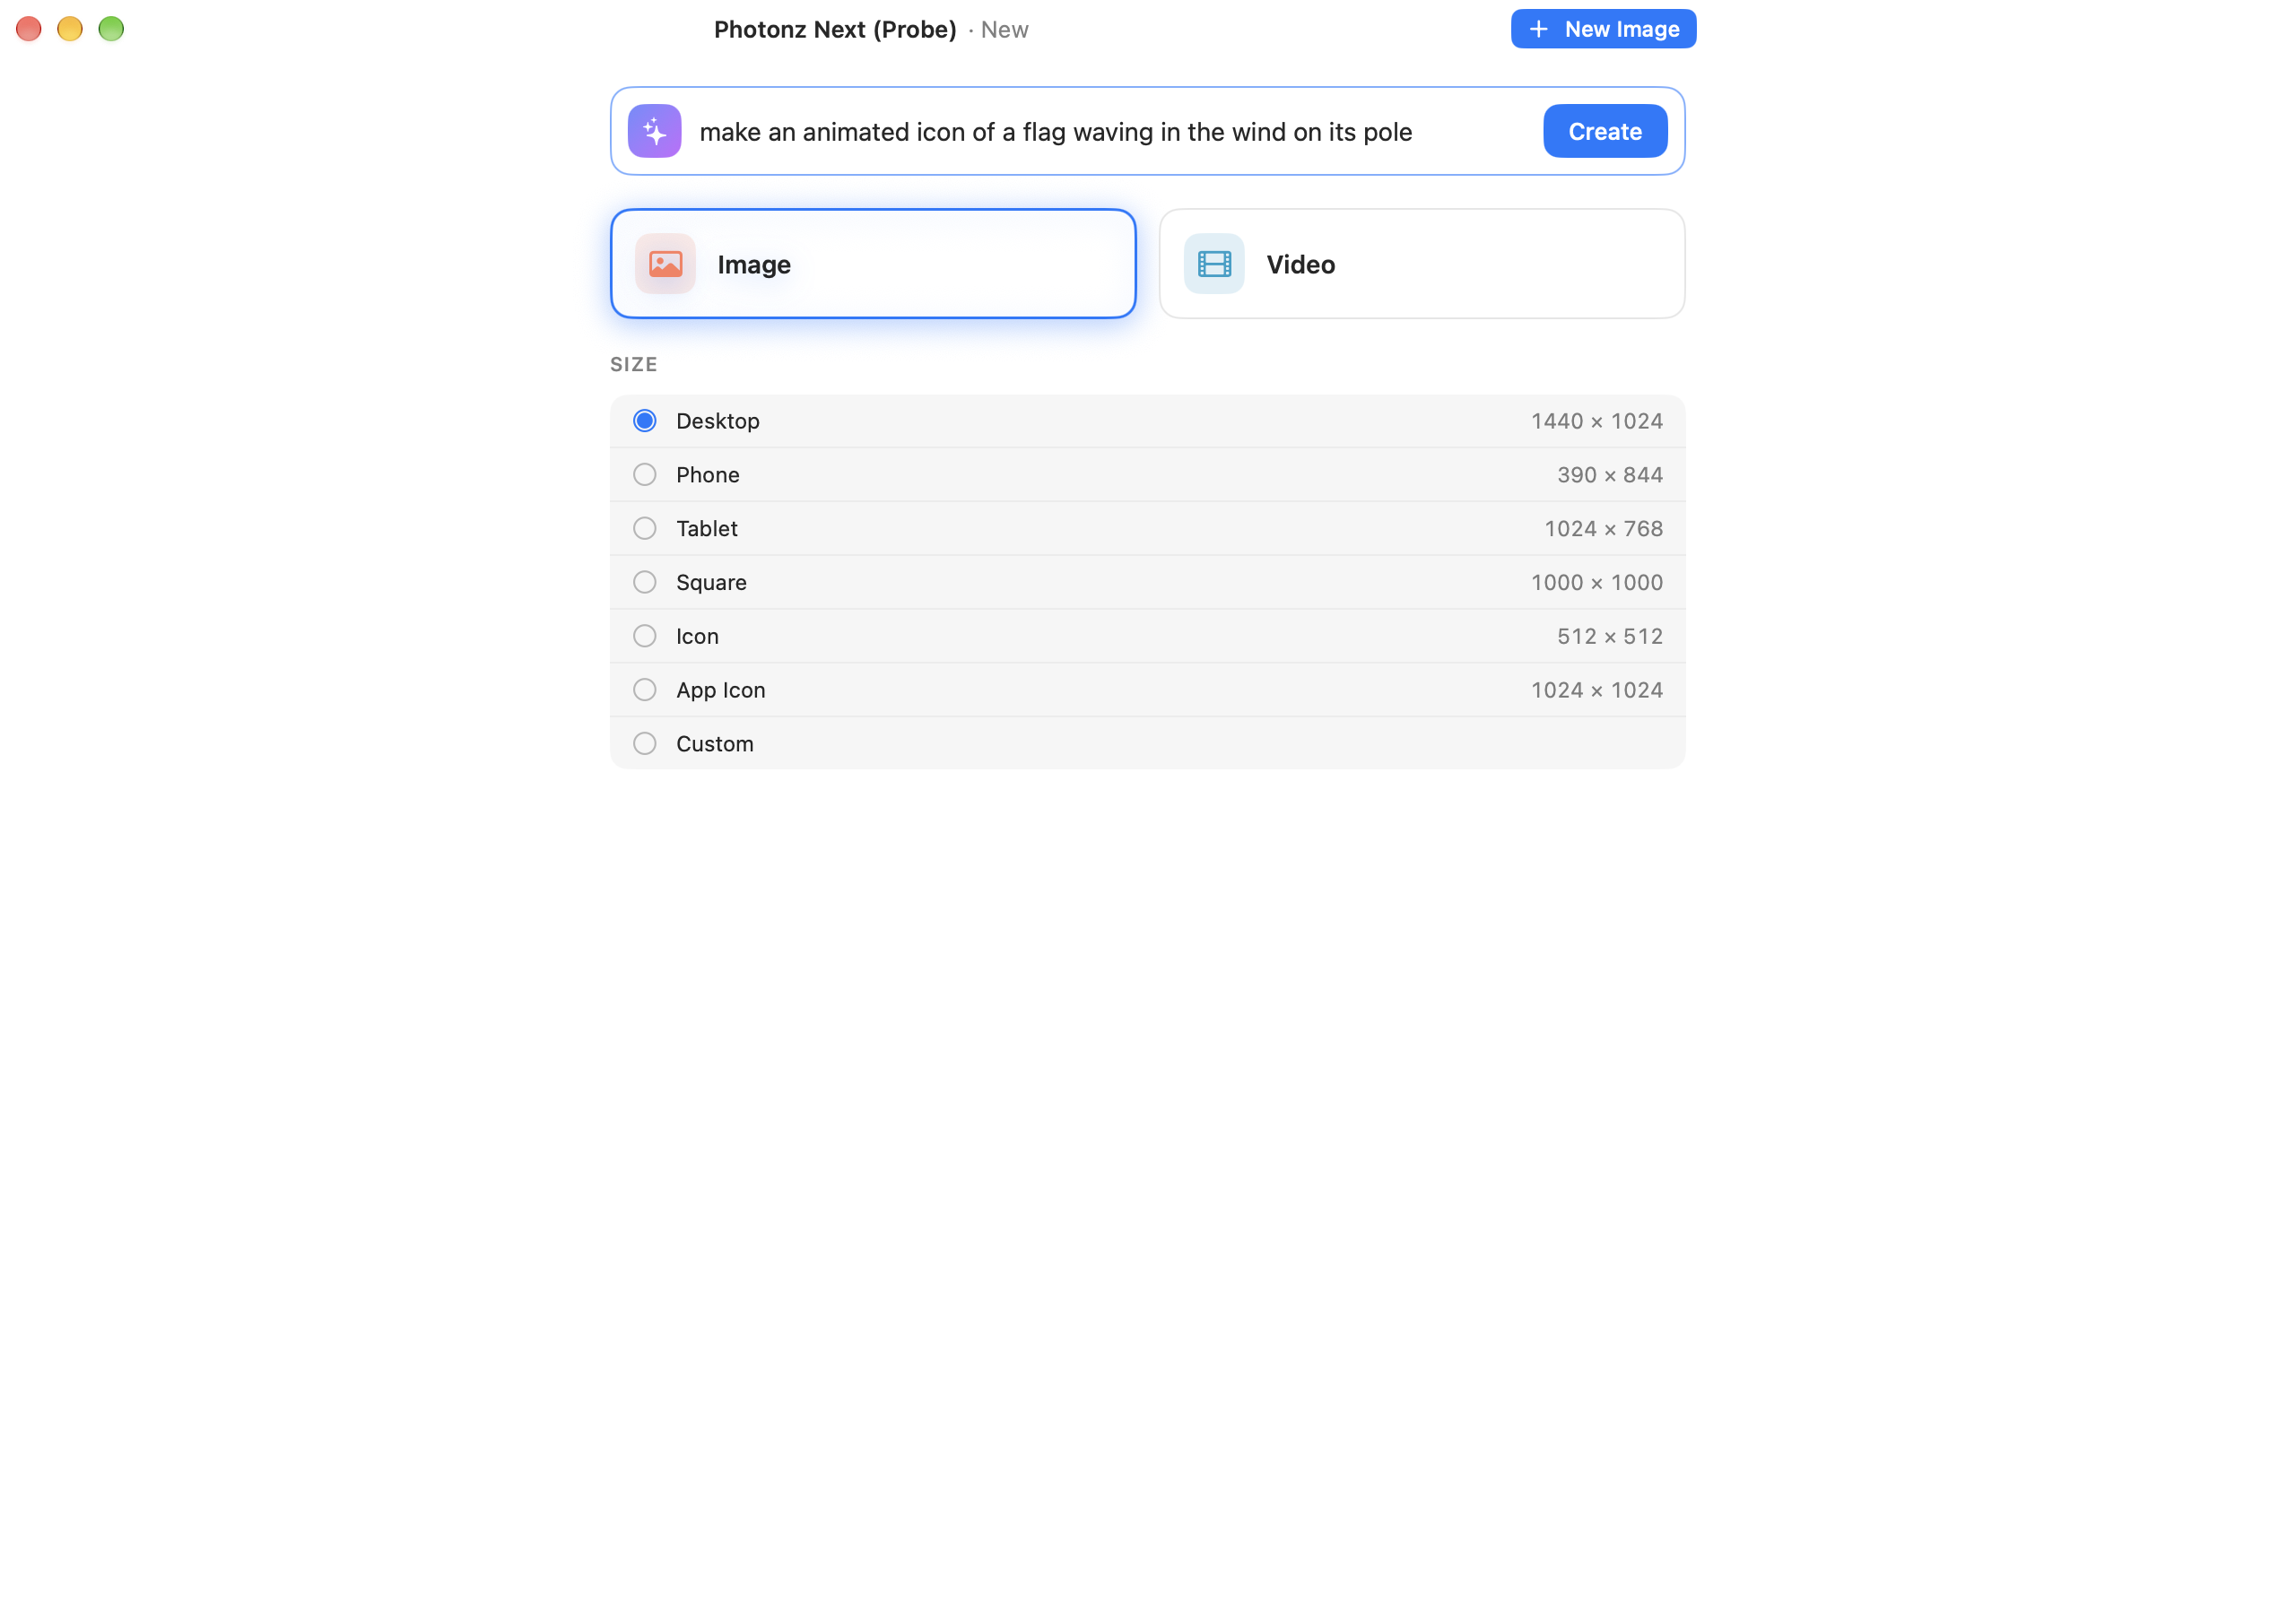 Photonz Next (Probe) · New
+ New Image
make an animated icon of a flag waving in the wind on its pole
Create
Image
Video
SIZE
Desktop 1440 × 1024
Phone 390 × 844
Tablet 1024 × 768
Square 1000 × 1000
Icon 512 × 512
App Icon 1024 × 1024
Custom